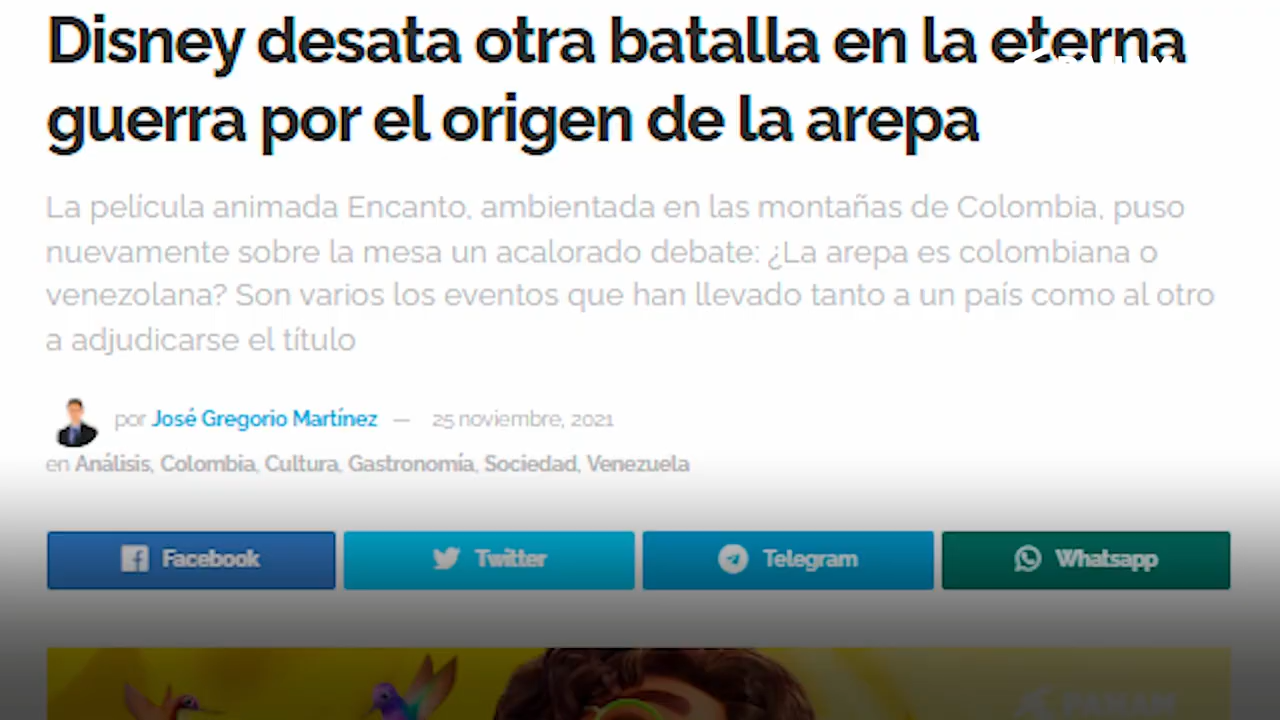 Disney desata otra batalla en la eterna
guerra por el origen de la arepa
La película animada Encanto, ambientada en las montañas de Colombia, puso
nuevamente sobre la mesa un acalorado debate: ¿La arepa es colombiana o
venezolana? Son varios los eventos que han llevado tanto a un país como al otro
a adjudicarse el título
por José Gregorio Martínez — 25 noviembre, 2021
en Análisis, Colombia, Cultura, Gastronomía, Sociedad, Venezuela
Facebook Twitter Telegram Whatsapp
PANAM